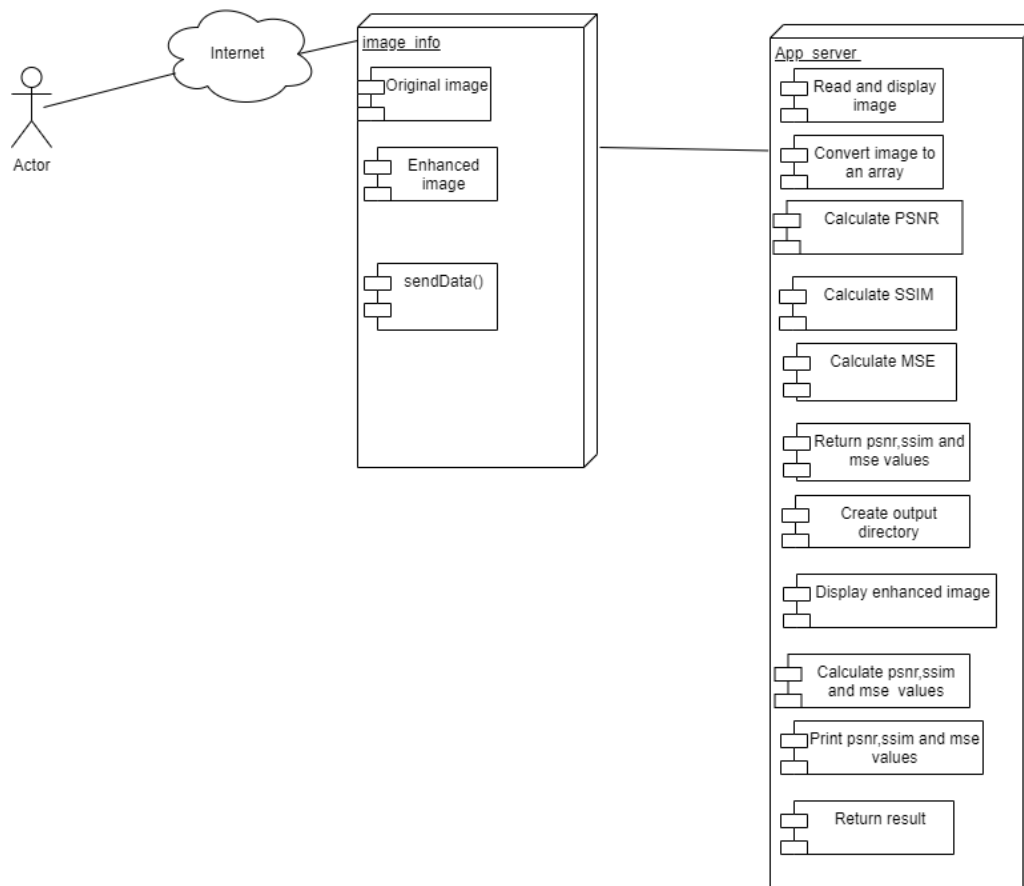 Internet
Actor
image_info
Original image
Enhanced
image
sendData()
App_server
Read and display
image
Convert image to
an array
Calculate PSNR
Calculate SSIM
Calculate MSE
Return psnr,ssim and
mse values
Create output
directory
Display enhanced image
Calculate psnr,ssim
and mse values
Print psnr,ssim and mse
values
Return result